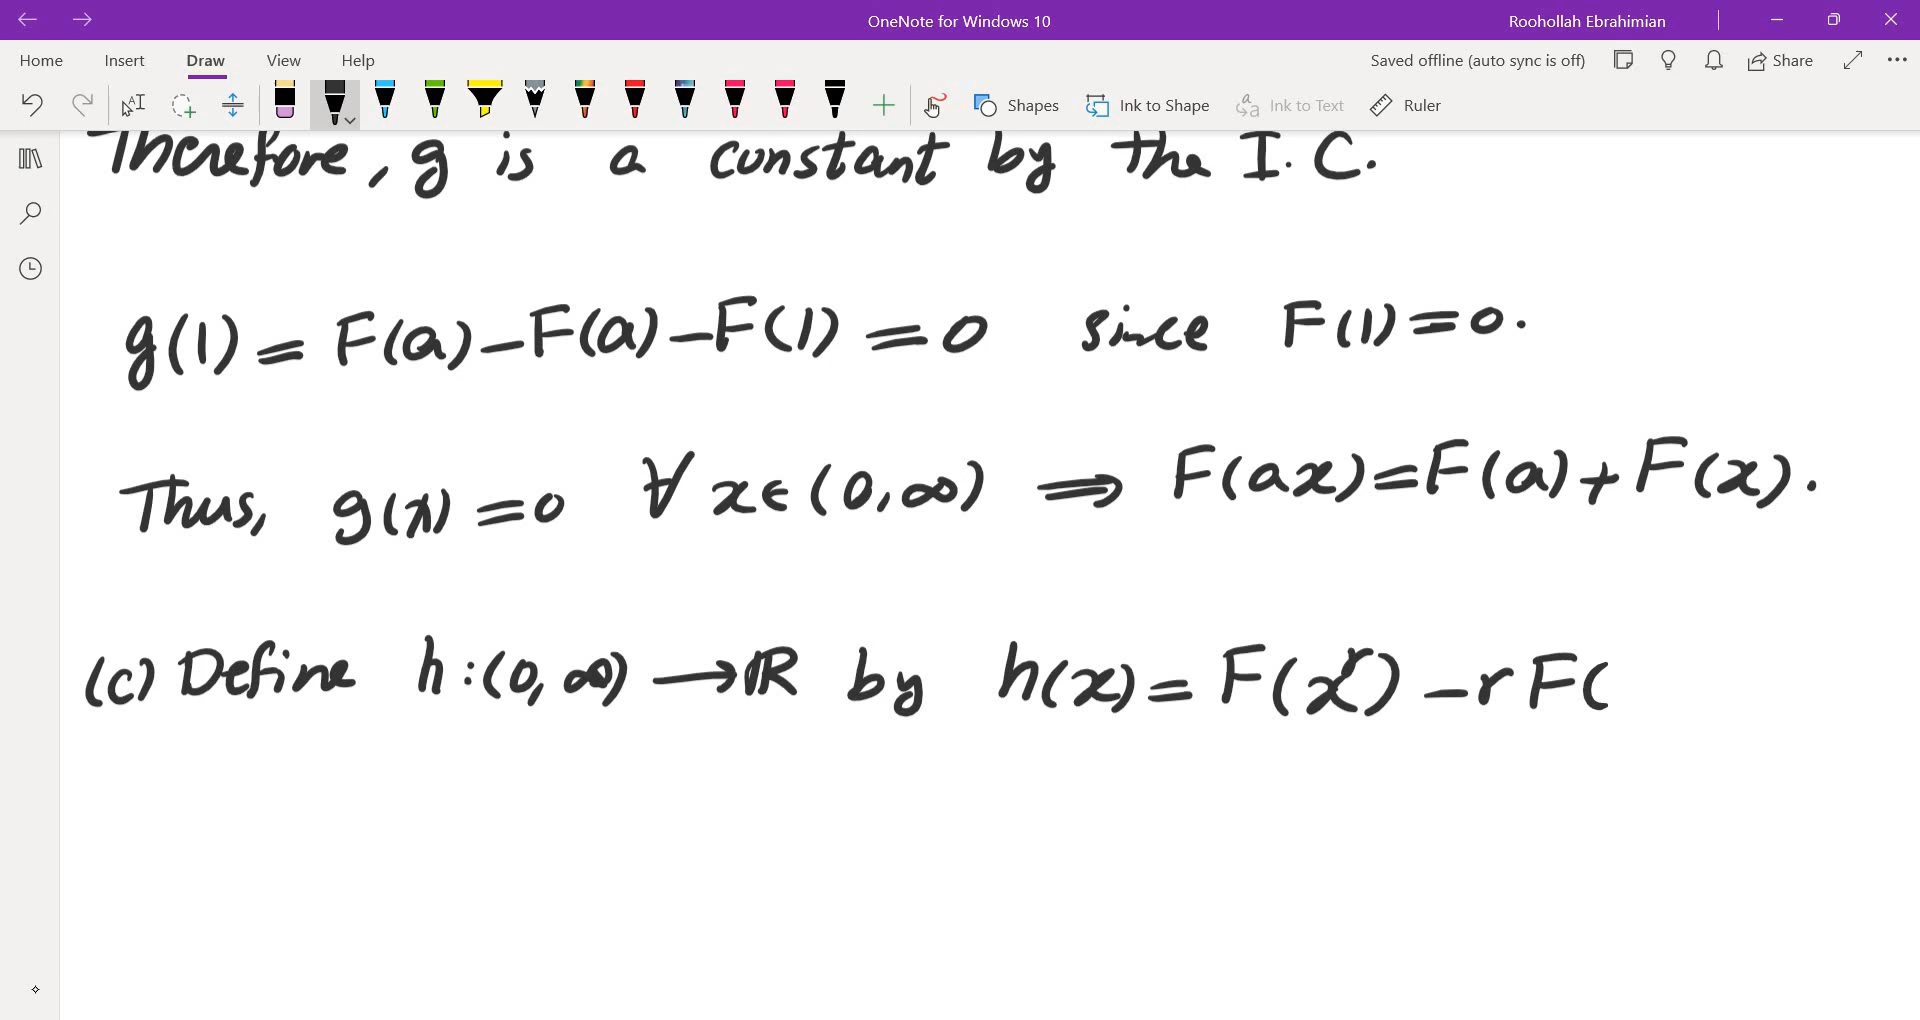 OneNote for Windows 10 Roohollah Ebrahimian
Home Insert Draw View Help Saved offline (auto sync is off) Share
Shapes Ink to Shape Ink to Text Ruler
Therefore, g is a constant by the I.C.
g(1) = F(a) - F(a) - F(1) = 0 since F(1) = 0.
Thus, g(x) = 0 ∀ x ∈ (0, ∞) ⟹ F(ax) = F(a) + F(x).
(c) Define h : (0, ∞) ⟶ ℝ by h(x) = F(xʳ) - r F(